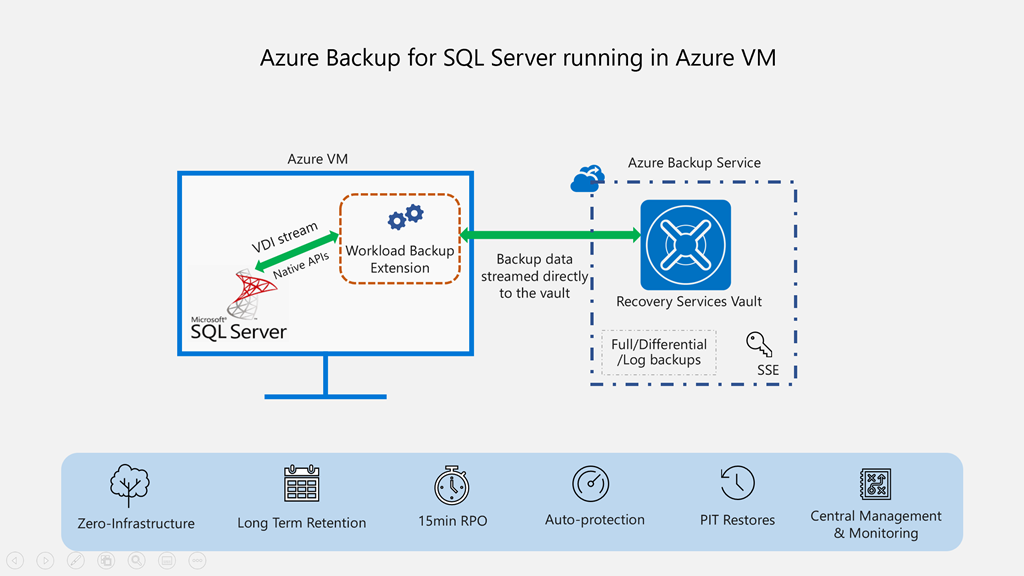 Azure Backup for SQL Server running in Azure VM
Azure VM
Azure Backup Service
VDI stream
Native APIs
Workload Backup
Extension
Microsoft®
SQL Server
Backup data
streamed directly
to the vault
Recovery Services Vault
Full/Differential
/Log backups
SSE
Zero-Infrastructure
Long Term Retention
15min RPO
Auto-protection
PIT Restores
Central Management
& Monitoring